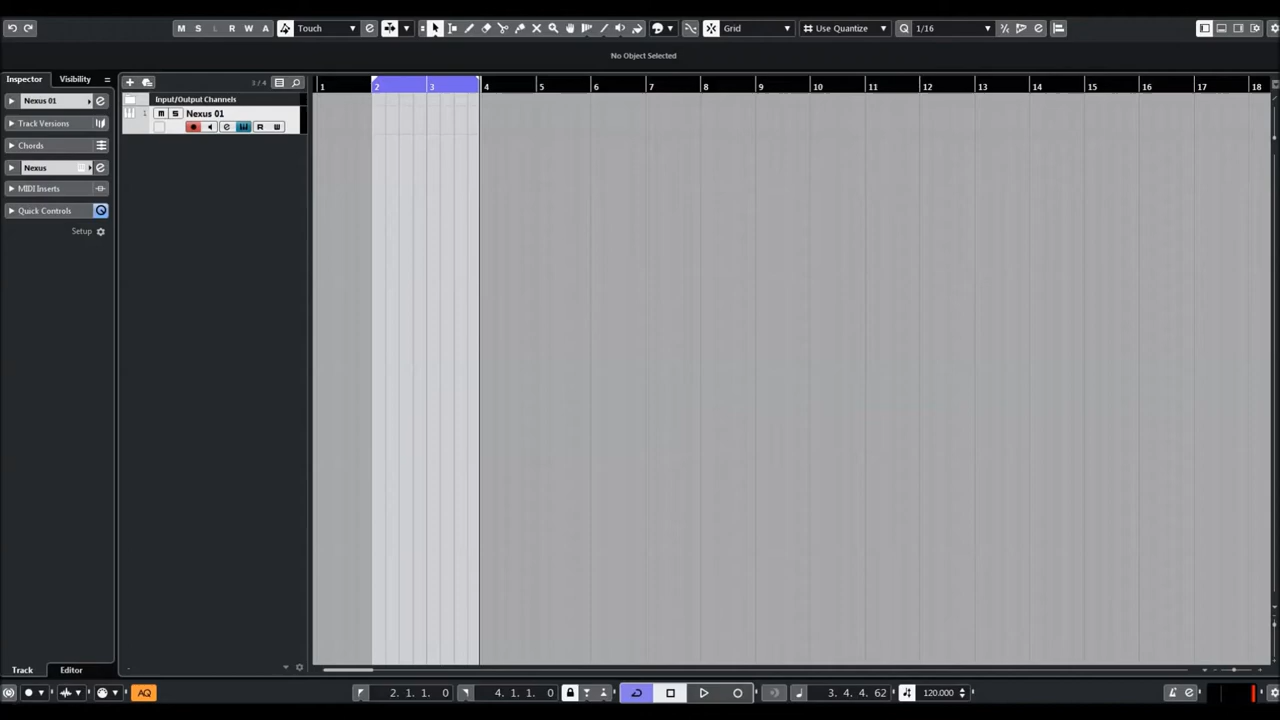 M S L R W A Touch Grid Use Quantize Q 1/16
No Object Selected
Inspector Visibility
3 / 4
1 2 3 4 5 6 7 8 9 10 11 12 13 14 15 16 17 18
Nexus 01
Input/Output Channels
1 m S Nexus 01
e R W
Track Versions
Chords
Nexus
MIDI Inserts
Quick Controls
Setup
Track Editor
AQ 2. 1. 1. 0 4. 1. 1. 0 3. 4. 4. 62 120.000